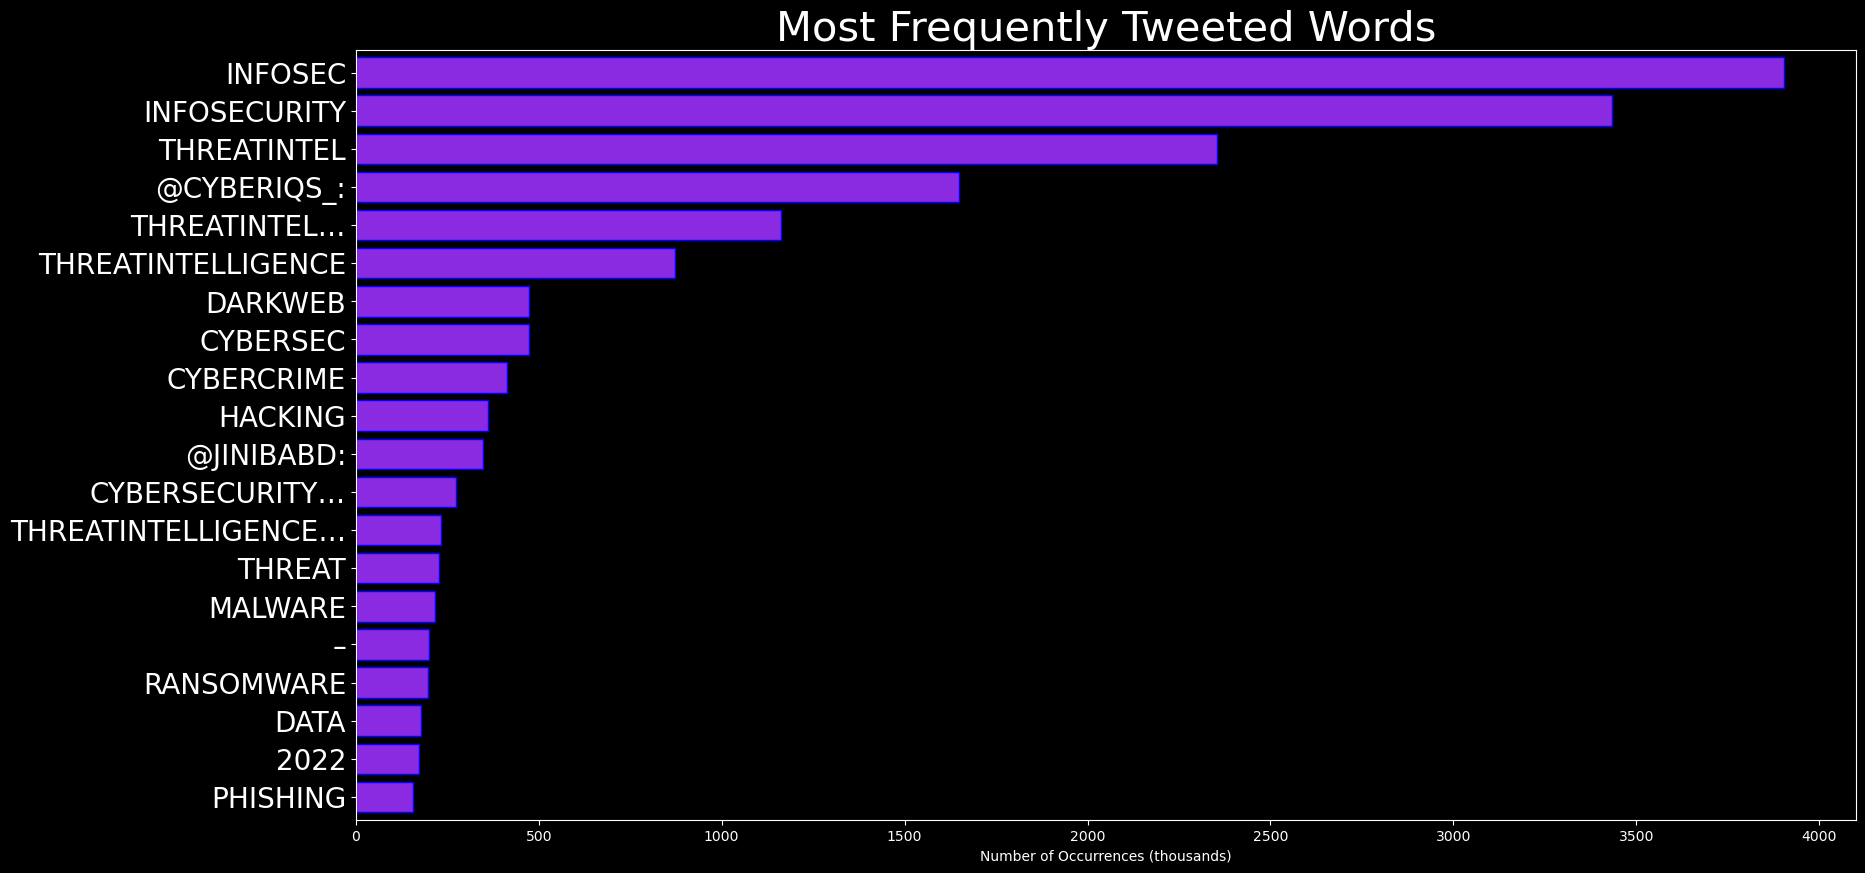 Most Frequently Tweeted Words
INFOSEC
INFOSECURITY
THREATINTEL
@CYBERIQS_:
THREATINTEL…
THREATINTELLIGENCE
DARKWEB
CYBERSEC
CYBERCRIME
HACKING
@JINIBABD:
CYBERSECURITY…
THREATINTELLIGENCE…
THREAT
MALWARE
–
RANSOMWARE
DATA
2022
PHISHING
0 500 1000 1500 2000 2500 3000 3500 4000
Number of Occurrences (thousands)